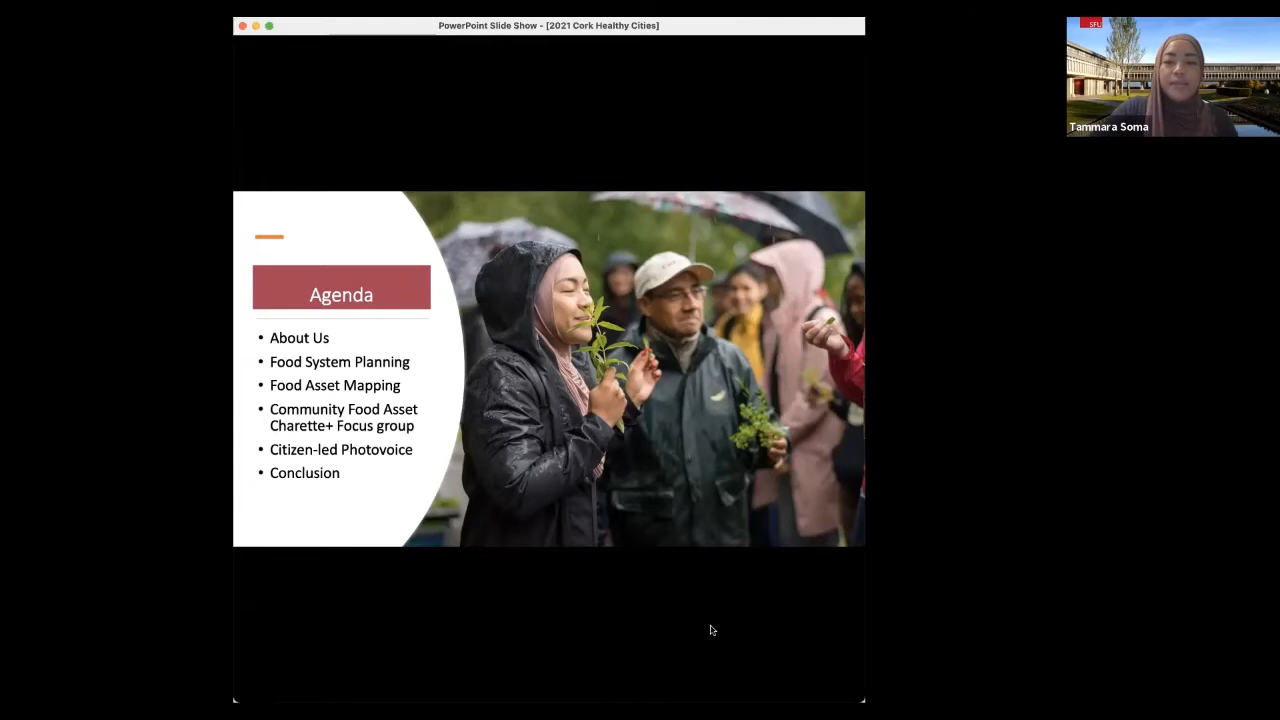 PowerPoint Slide Show - [2021 Cork Healthy Cities]
SFU
Tammara Soma
Agenda
• About Us
• Food System Planning
• Food Asset Mapping
• Community Food Asset
Charette+ Focus group
• Citizen-led Photovoice
• Conclusion